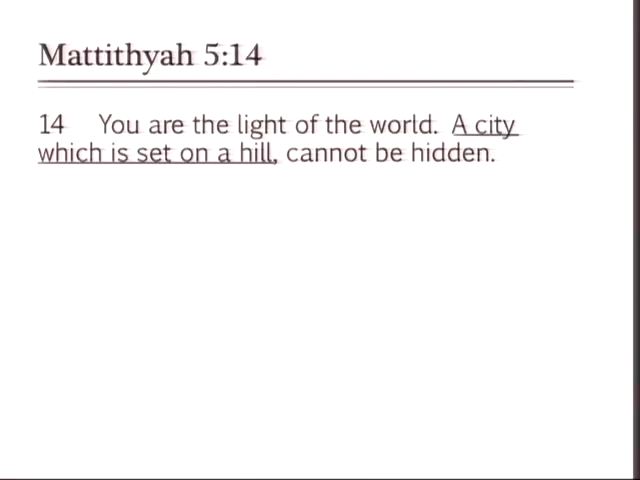 Mattithyah 5:14
14 You are the light of the world. A city
which is set on a hill, cannot be hidden.